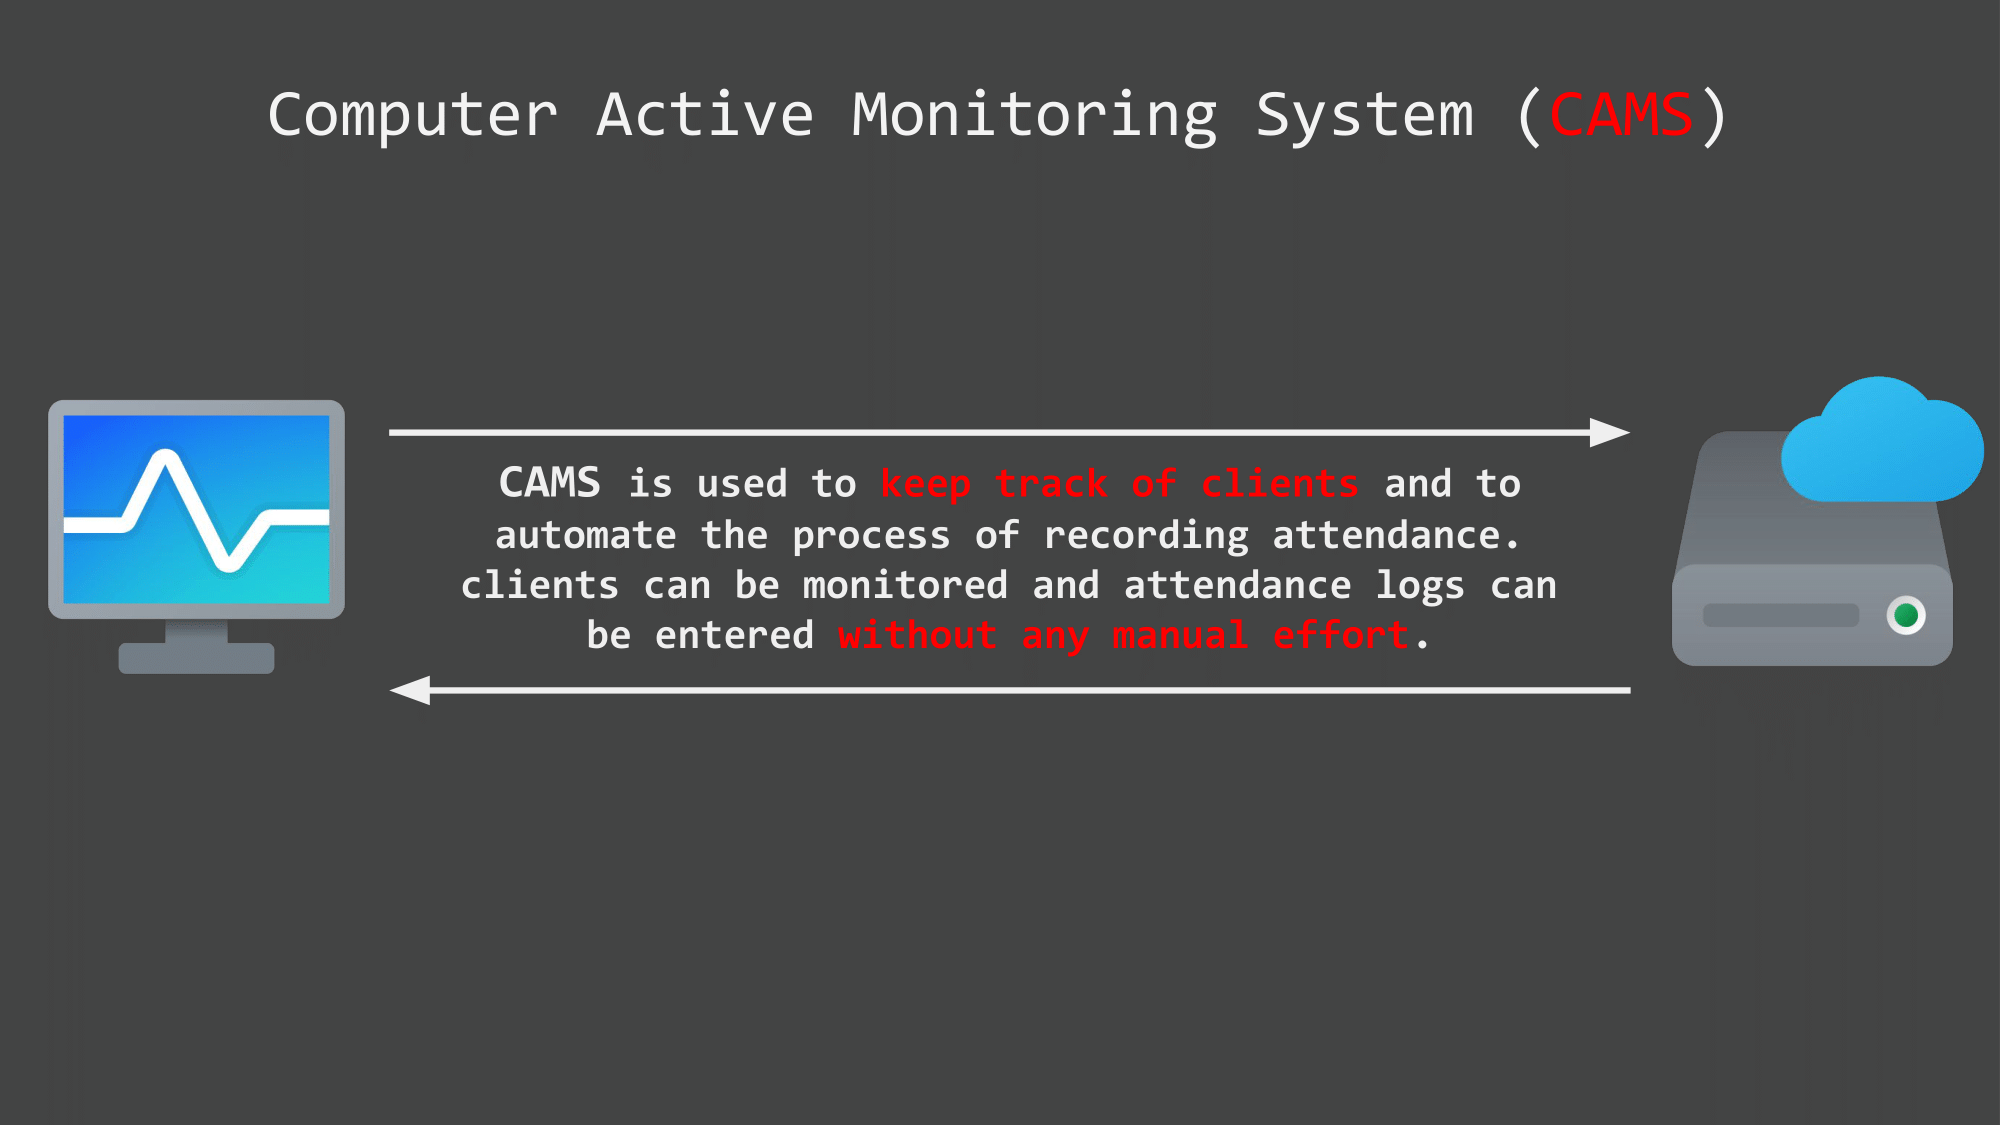 Computer Active Monitoring System (CAMS)
CAMS is used to keep track of clients and to
automate the process of recording attendance.
clients can be monitored and attendance logs can
be entered without any manual effort.